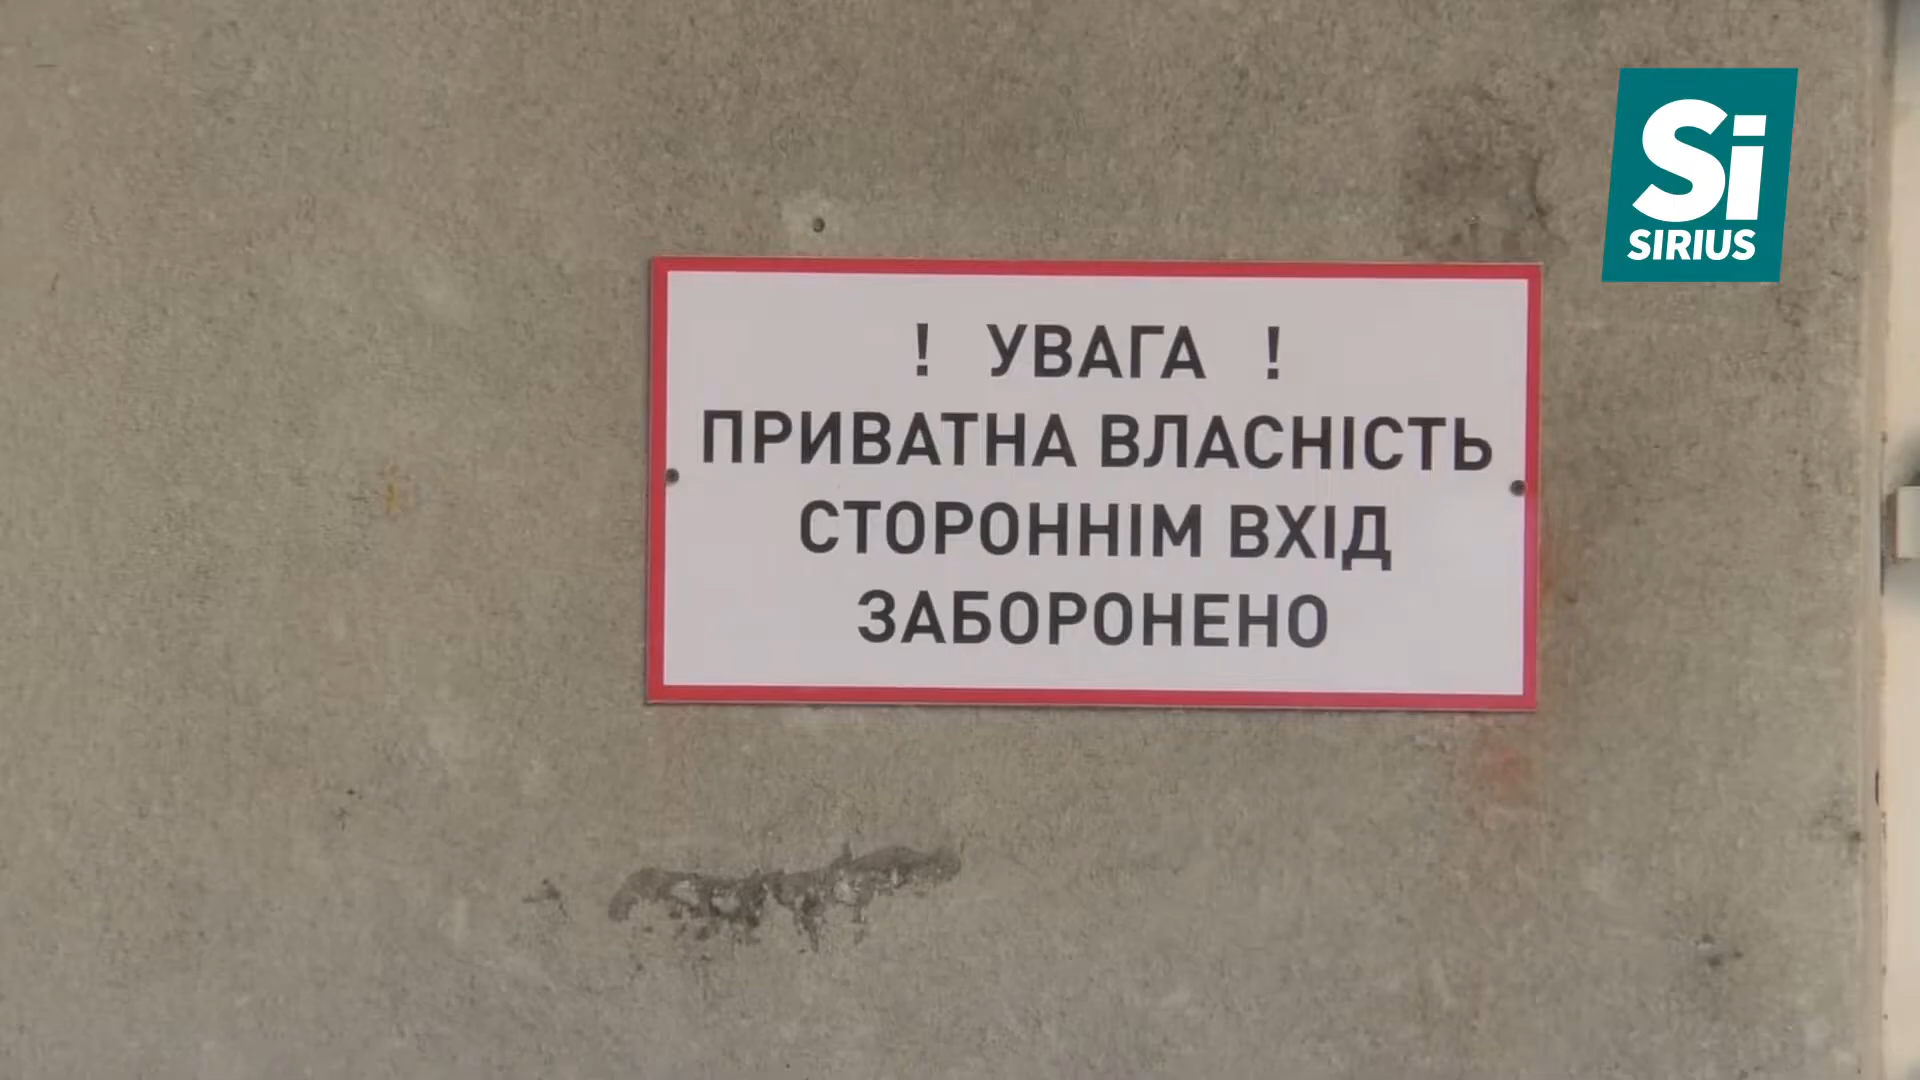 Si
SIRIUS
! УВАГА !
ПРИВАТНА ВЛАСНІСТЬ
СТОРОННІМ ВХІД
ЗАБОРОНЕНО